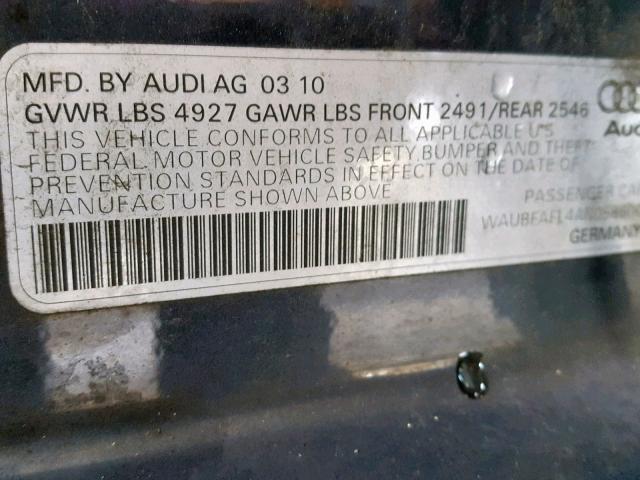 MFD. BY AUDI AG 03 10
GVWR LBS 4927 GAWR LBS FRONT 2491/REAR 2546
THIS VEHICLE CONFORMS TO ALL APPLICABLE U'S
FEDERAL MOTOR VEHICLE SAFETY, BUMPER AND THEFT
PREVENTION STANDARDS IN EFFECT ON THE DATE OF
MANUFACTURE SHOWN ABOVE
Aud
PASSENGER CA
GERMANY